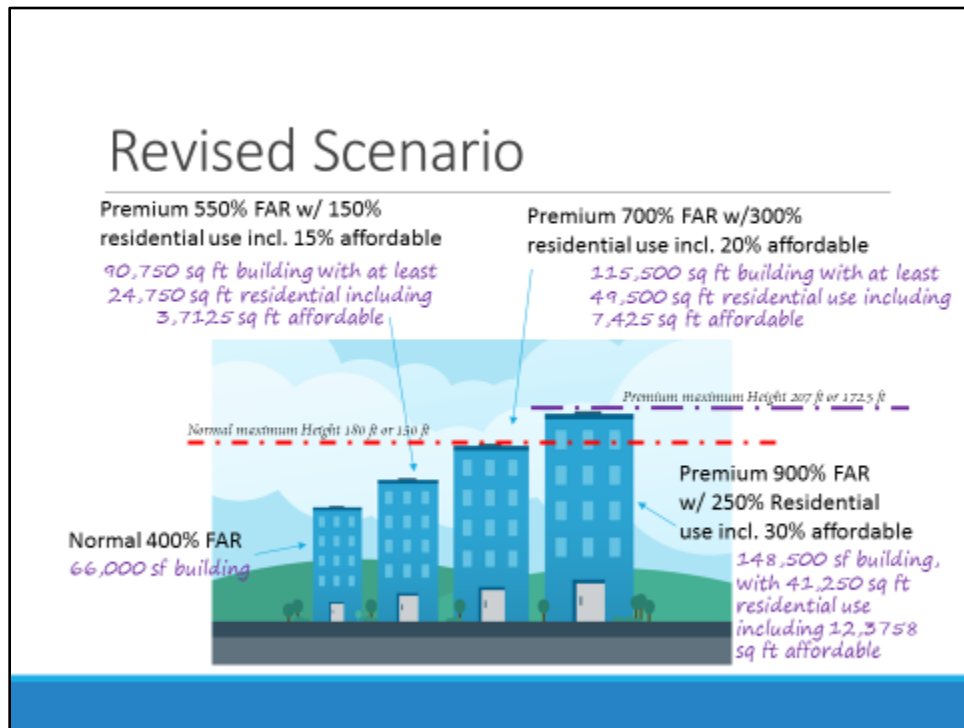 Revised Scenario
Premium 550% FAR w/ 150%
residential use incl. 15% affordable
90,750 sq ft building with at least
24,750 sq ft residential including
3,7125 sq ft affordable
Premium 700% FAR w/300%
residential use incl. 20% affordable
115,500 sq ft building with at least
49,500 sq ft residential use including
7,425 sq ft affordable
Premium maximum Height 207 ft or 172.5 ft
Normal maximum Height 180 ft or 150 ft
Normal 400% FAR
66,000 sf building
Premium 900% FAR
w/ 250% Residential
use incl. 30% affordable
148,500 sf building,
with 41,250 sq ft
residential use
including 12,3758
sq ft affordable